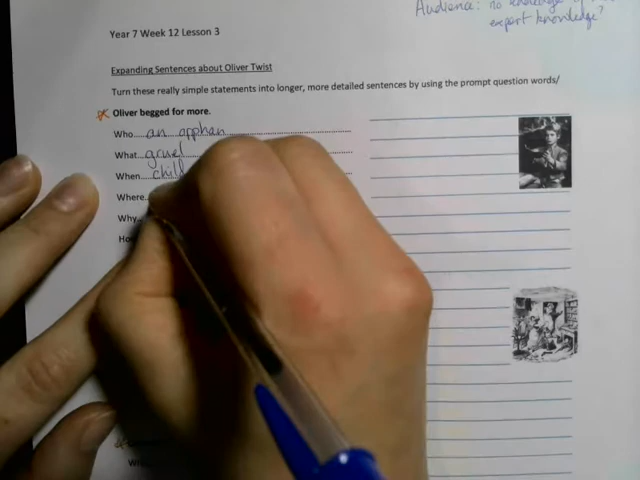 Audience: no
expert knowledge?
Year 7 Week 12 Lesson 3
Expanding Sentences about Oliver Twist
Turn these really simple statements into longer, more detailed sentences by using the prompt question words/
Oliver begged for more.
Who.....an orphan
What....gruel
When....child
Where...
Why..